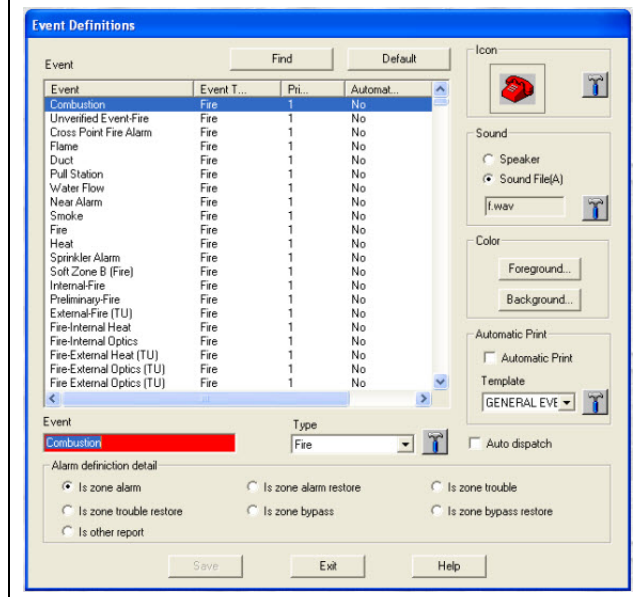 Event Definitions
Event
Find
Default
Icon
Event Event T... Pri... Automat...
Combustion Fire 1 No
Unverified Event-Fire Fire 1 No
Cross Point Fire Alarm Fire 1 No
Flame Fire 1 No
Duct Fire 1 No
Pull Station Fire 1 No
Water Flow Fire 1 No
Near Alarm Fire 1 No
Smoke Fire 1 No
Fire Fire 1 No
Heat Fire 1 No
Sprinkler Alarm Fire 1 No
Soft Zone B (Fire) Fire 1 No
Internal-Fire Fire 1 No
Preliminary-Fire Fire 1 No
External-Fire (TU) Fire 1 No
Fire-Internal Heat Fire 1 No
Fire-Internal Optics Fire 1 No
Fire-External Heat (TU) Fire 1 No
Fire-External Optics (TU) Fire 1 No
Fire External Optics (TU) Fire 1 No
Sound
Speaker
Sound File(A)
f.wav
Color
Foreground...
Background...
Automatic Print
Automatic Print
Template
GENERAL EVE
Event
Combustion
Type
Fire
Auto dispatch
Alarm definiction detail
Is zone alarm
Is zone alarm restore
Is zone trouble
Is zone trouble restore
Is zone bypass
Is zone bypass restore
Is other report
Save
Exit
Help